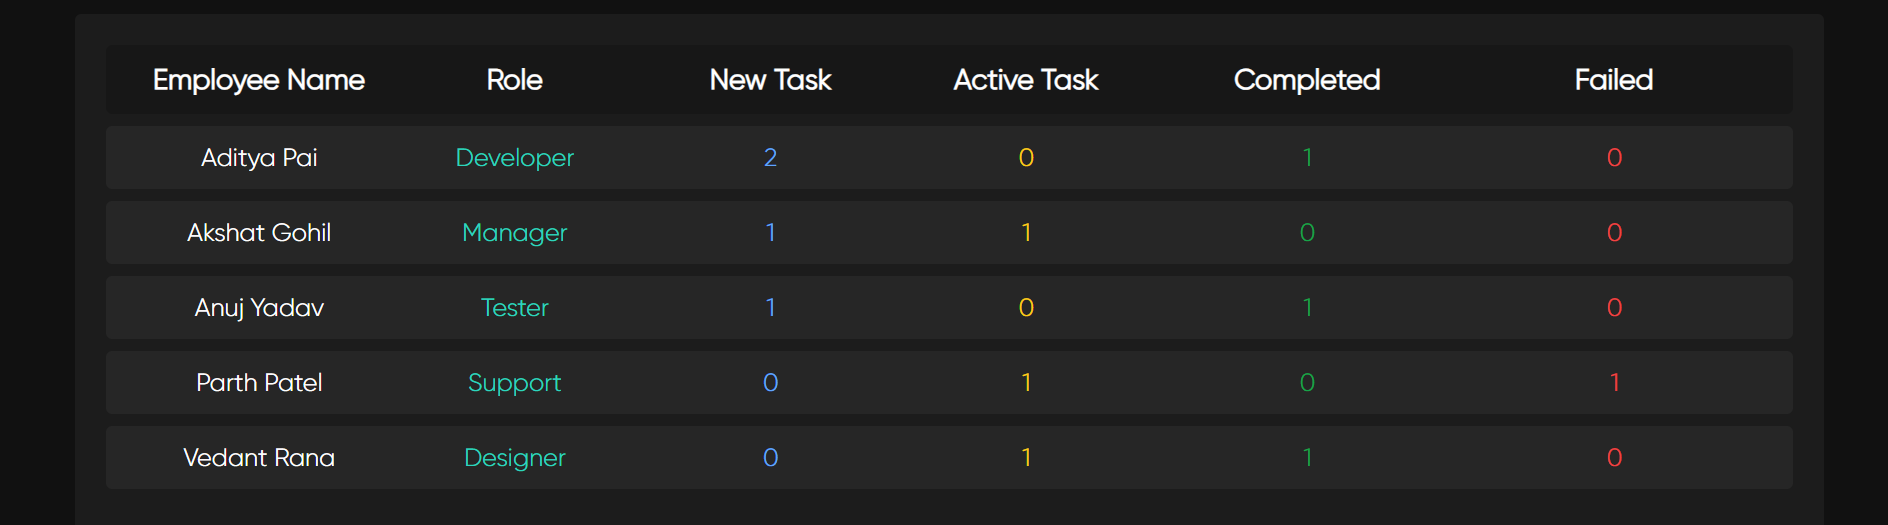 Employee Name Role New Task Active Task Completed Failed
Aditya Pai Developer 2 0 1 0
Akshat Gohil Manager 1 1 0 0
Anuj Yadav Tester 1 0 1 0
Parth Patel Support 0 1 0 1
Vedant Rana Designer 0 1 1 0